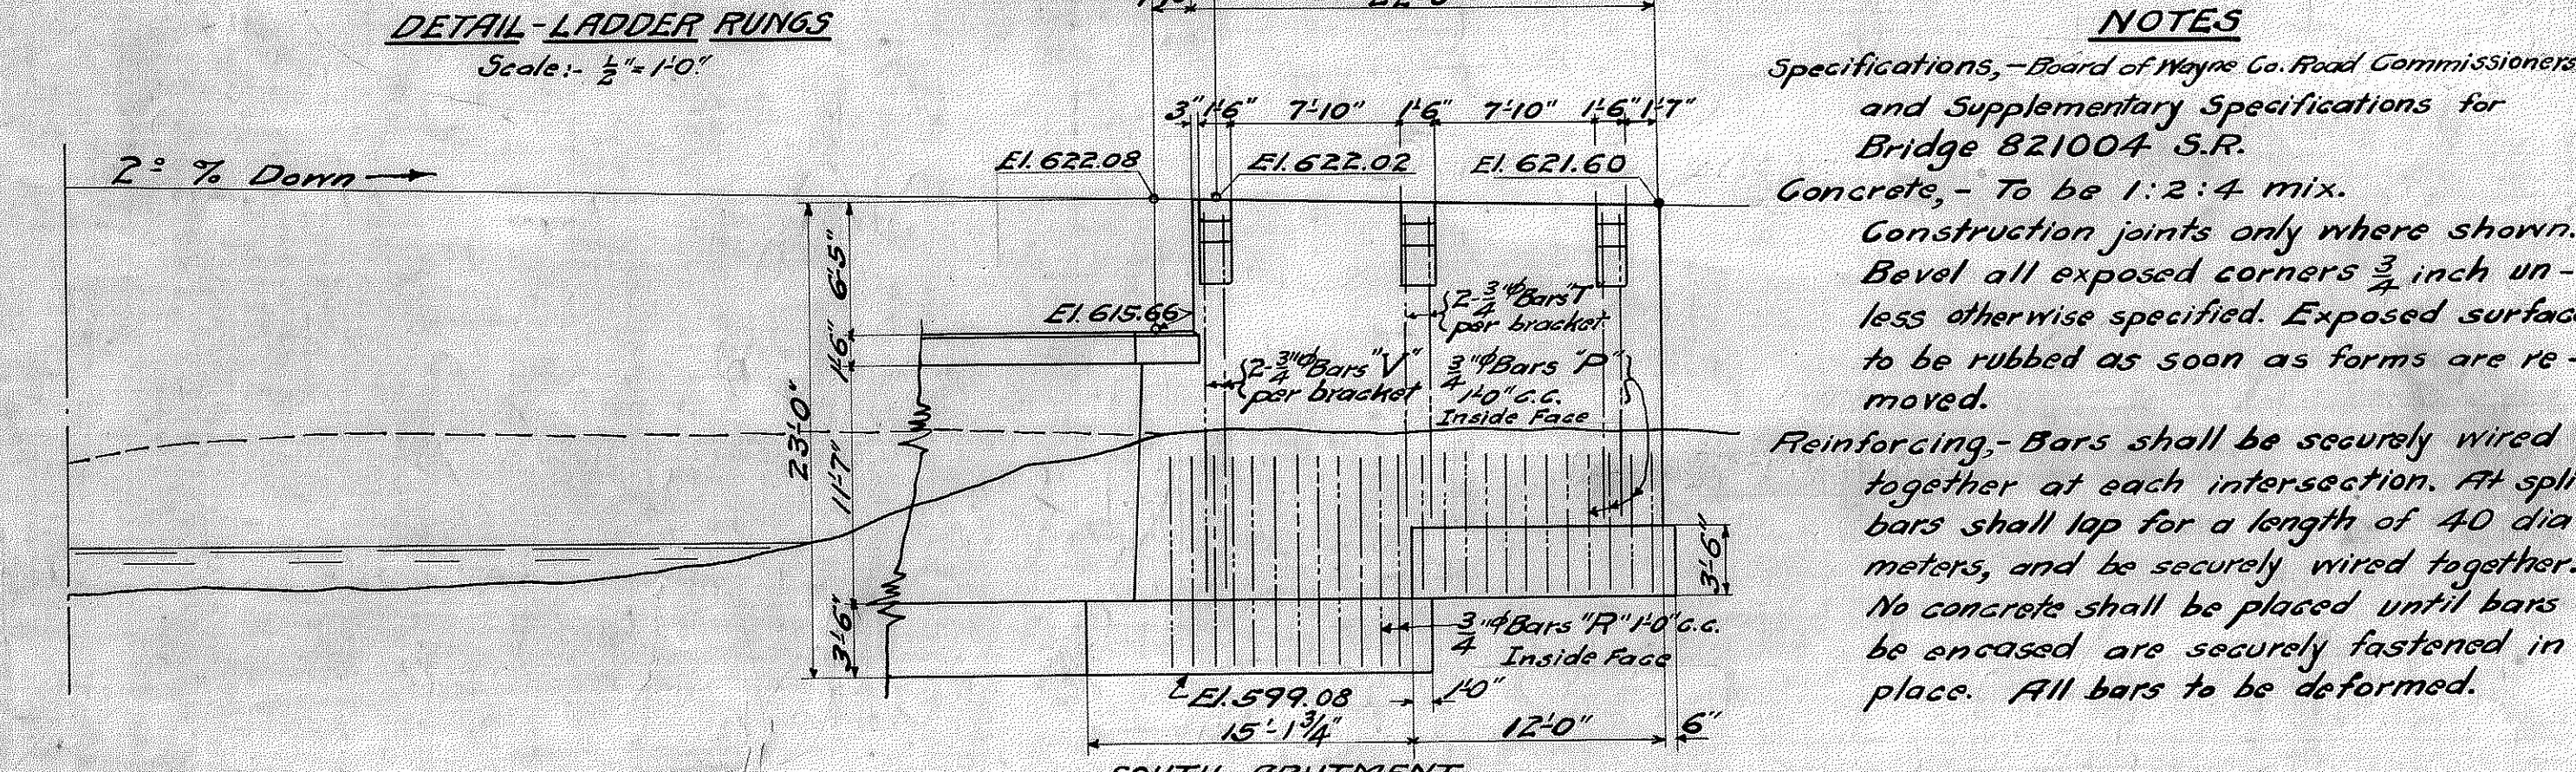 DETAIL - LADDER RUNGS
Scale:- 1/2" = 1'-0"
3" 1'-6" 7'-10" 1'-6" 7'-10" 1'-6" 1'-7"
2° % Down
El. 622.08
El. 622.02
El. 621.60
6'-5"
El. 615.66
1'-6"
2-3/4"φ Bars "T"
per bracket
2-3/4"φ Bars "V"
per bracket
3/4"φ Bars "P"
1'-0" c.c.
Inside Face
23'-0"
11'-7"
3'-6"
3'-6"
3/4"φ Bars "R" 1'-0" c.c.
Inside Face
El. 599.08
1'-0"
15'-1 3/4"
12'-0"
6"
SOUTH ABUTMENT
NOTES
Specifications,-Board of Wayne Co. Road Commissioners
and Supplementary Specifications for
Bridge 821004 S.R.
Concrete,- To be 1:2:4 mix.
Construction joints only where shown.
Bevel all exposed corners 3/4 inch un-
less otherwise specified. Exposed surfac
to be rubbed as soon as forms are re-
moved.
Reinforcing,- Bars shall be securely wired
together at each intersection. At spli
bars shall lap for a length of 40 dia
meters, and be securely wired together.
No concrete shall be placed until bars
be encased are securely fastened in
place. All bars to be deformed.